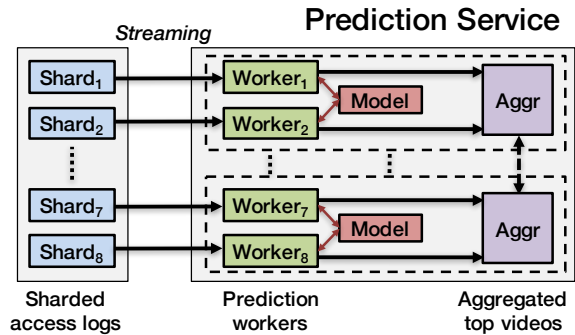 Prediction Service
Streaming
Shard₁
Worker₁
Model
Aggr
Shard₂
Worker₂
Shard₇
Worker₇
Model
Aggr
Shard₈
Worker₈
Sharded
access logs
Prediction
workers
Aggregated
top videos